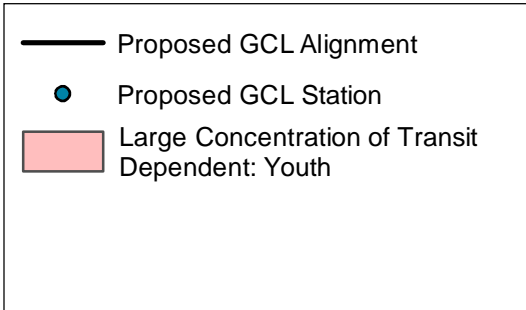 Proposed GCL Alignment
Proposed GCL Station
Large Concentration of Transit
Dependent: Youth